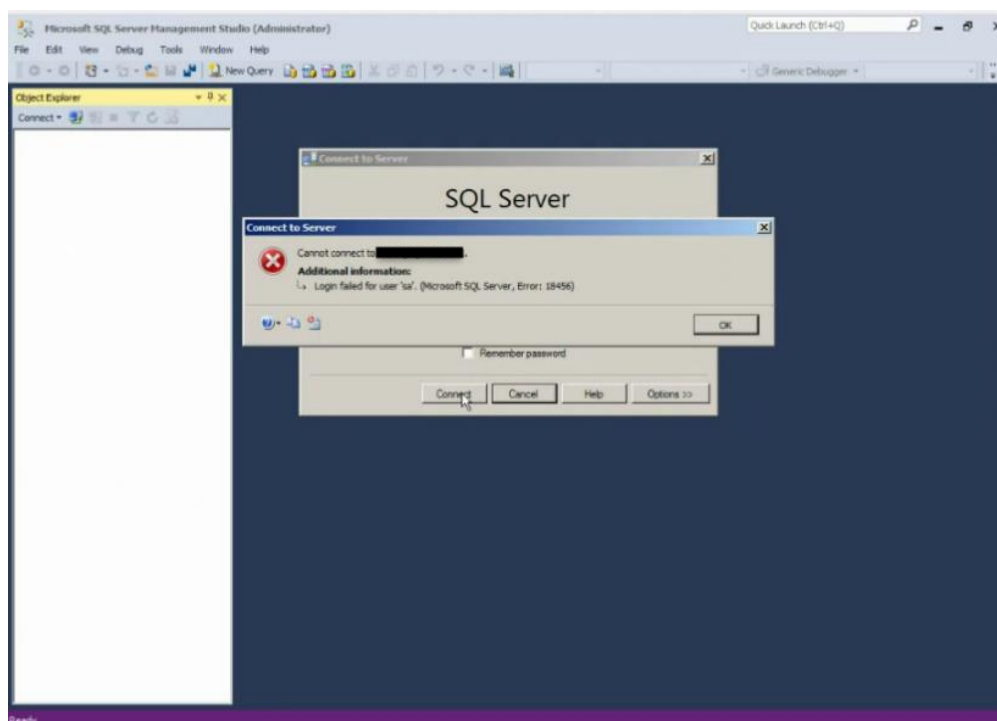 Microsoft SQL Server Management Studio (Administrator)
Quick Launch (Ctrl+Q)
File Edit View Debug Tools Window Help
New Query
Generic Debugger
Object Explorer
Connect
Connect to Server
SQL Server
Connect to Server
Cannot connect to .
Additional information:
Login failed for user 'sa'. (Microsoft SQL Server, Error: 18456)
OK
Remember password
Connect Cancel Help Options >>
Ready